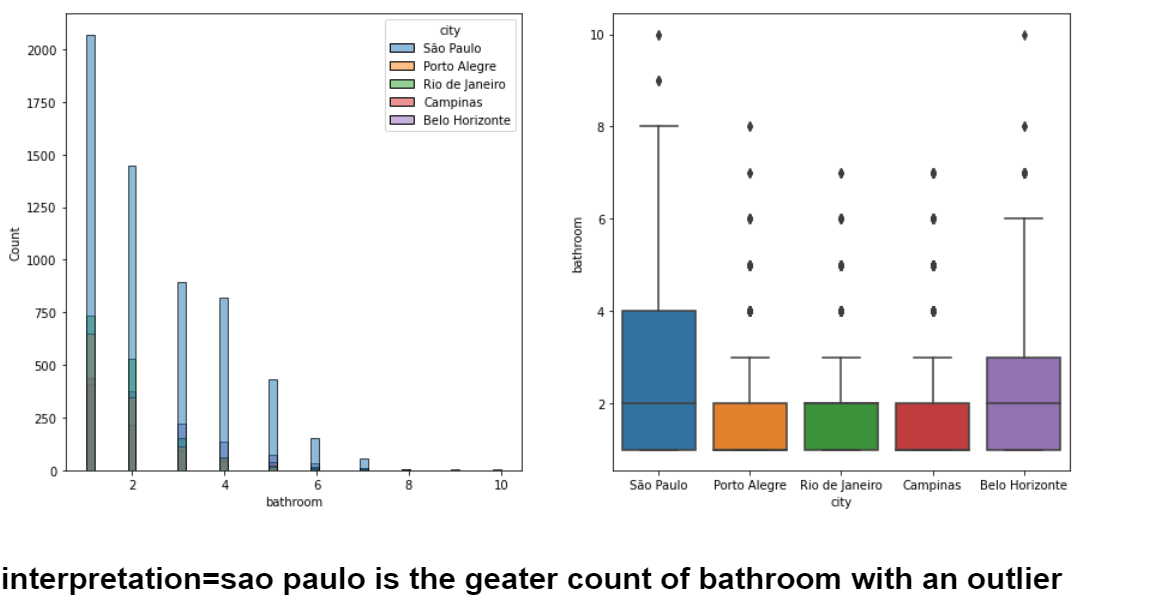 city
São Paulo
Porto Alegre
Rio de Janeiro
Campinas
Belo Horizonte
2000
1750
1500
1250
1000
750
500
250
0
Count
2 4 6 8 10
bathroom
10
8
6
4
2
bathroom
São Paulo Porto Alegre Rio de Janeiro Campinas Belo Horizonte
city
interpretation=sao paulo is the geater count of bathroom with an outlier